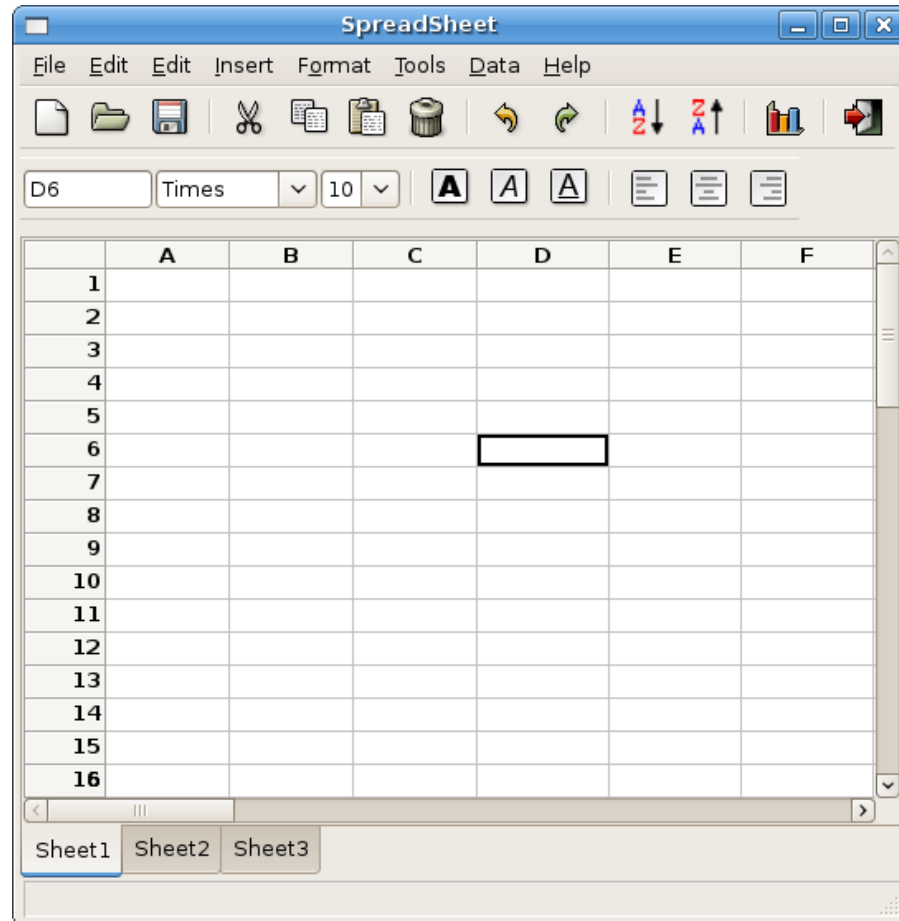 SpreadSheet
File Edit Edit Insert Format Tools Data Help
A Z Z A
D6 Times 10 A A A
A B C D E F
1
2
3
4
5
6
7
8
9
10
11
12
13
14
15
16
Sheet1 Sheet2 Sheet3